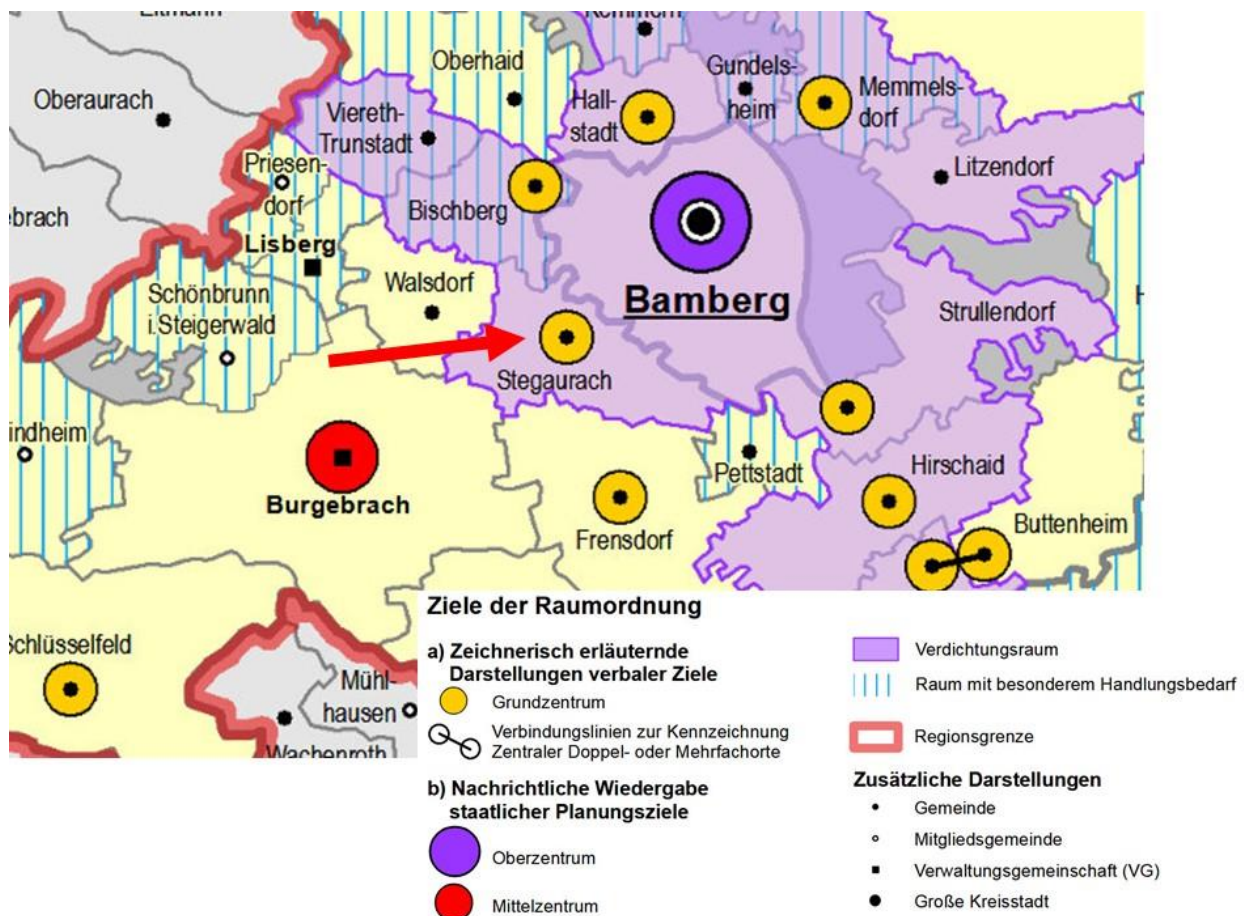 Oberaurach
Viereth-
Trunstadt
Oberhaid
Kemmern
Hall-
stadt
Gundels-
heim
Memmels-
dorf
Litzendorf
Priesen-
dorf
Bischberg
Lisberg
Walsdorf
Schönbrunn
i.Steigerwald
Bamberg
Strullendorf
Stegaurach
Pettstadt
Hirschaid
Burgebrach
Frensdorf
Buttenheim
Schlüsselfeld
Mühl-
hausen
Wachenroth
Ziele der Raumordnung
a) Zeichnerisch erläuternde
Darstellungen verbaler Ziele
Grundzentrum
Verbindungslinien zur Kennzeichnung
Zentraler Doppel- oder Mehrfachorte
b) Nachrichtliche Wiedergabe
staatlicher Planungsziele
Oberzentrum
Mittelzentrum
Verdichtungsraum
Raum mit besonderem Handlungsbedarf
Regionsgrenze
Zusätzliche Darstellungen
Gemeinde
Mitgliedsgemeinde
Verwaltungsgemeinschaft (VG)
Große Kreisstadt